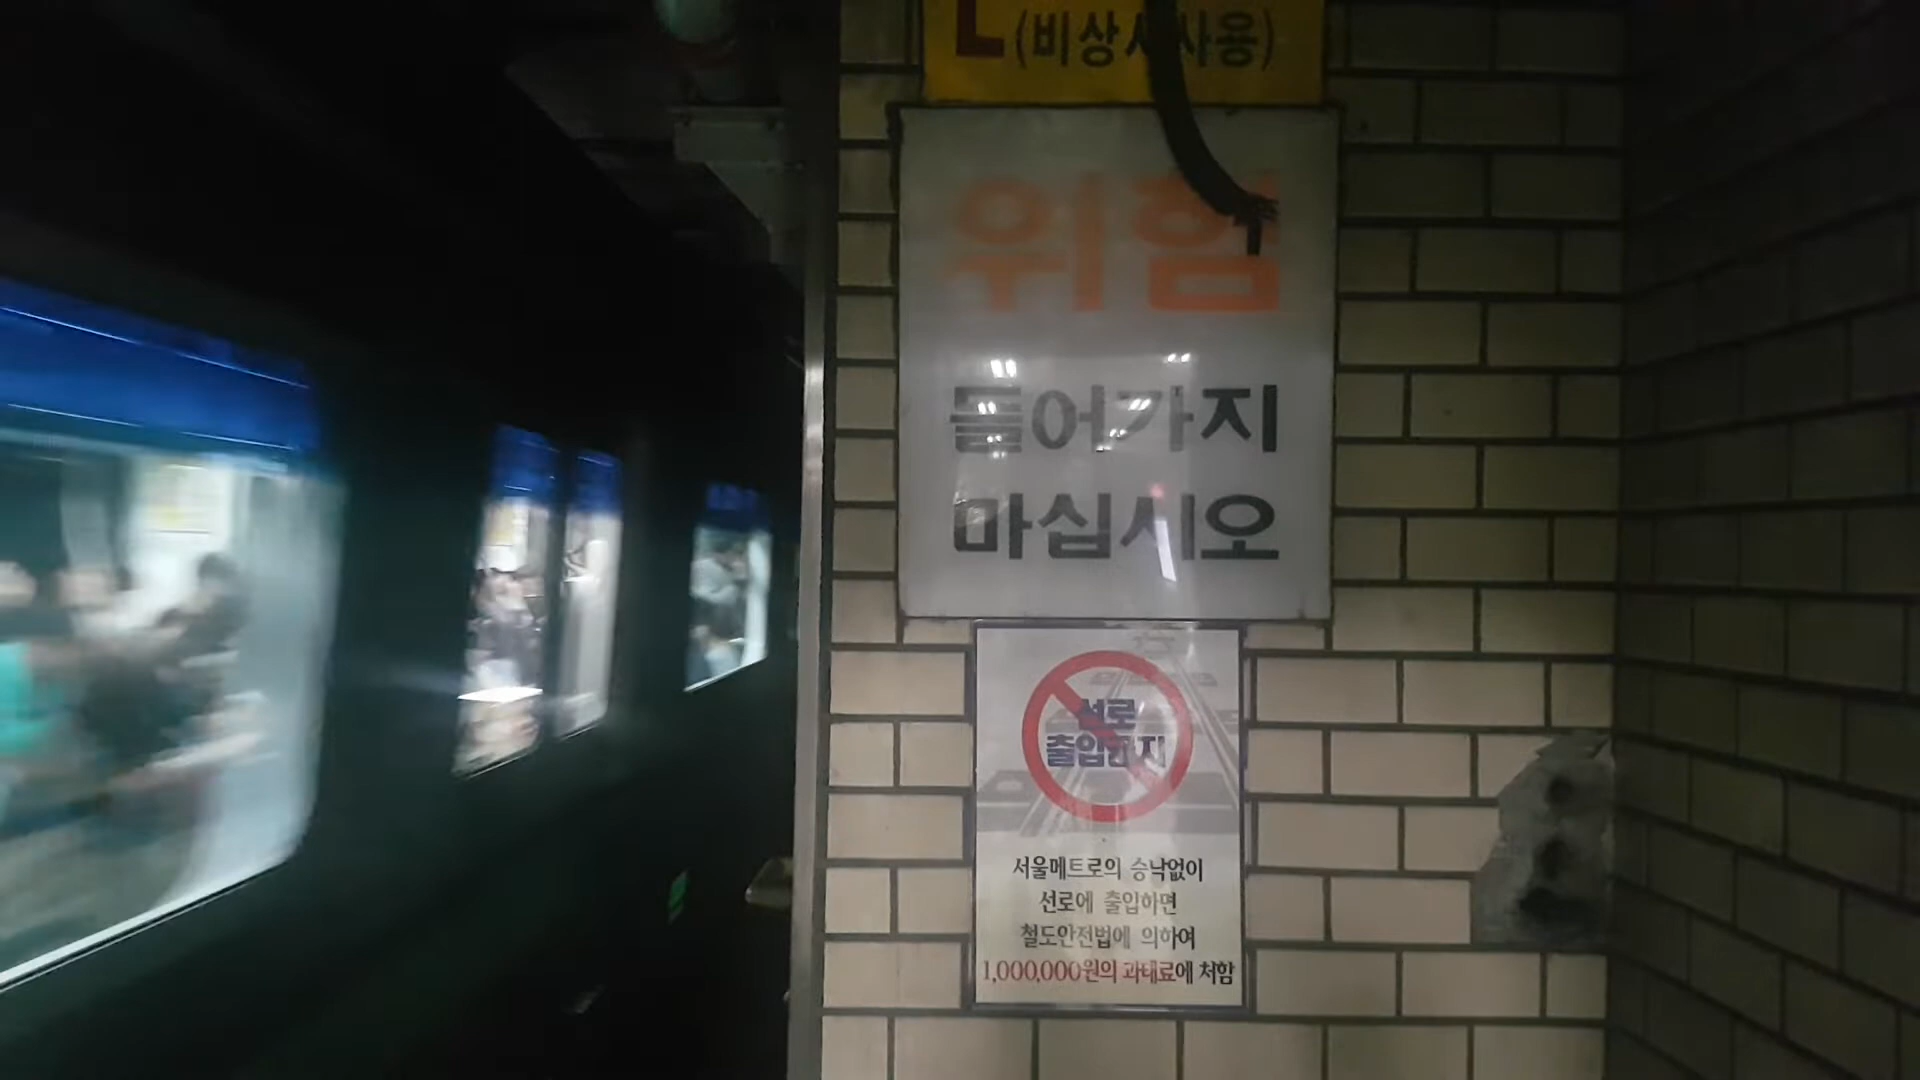 (비상시사용)
위험
들어가지
마십시오
선로
출입금지
서울메트로의 승낙없이
선로에 출입하면
철도안전법에 의하여
1,000,000원의 과태료에 처함